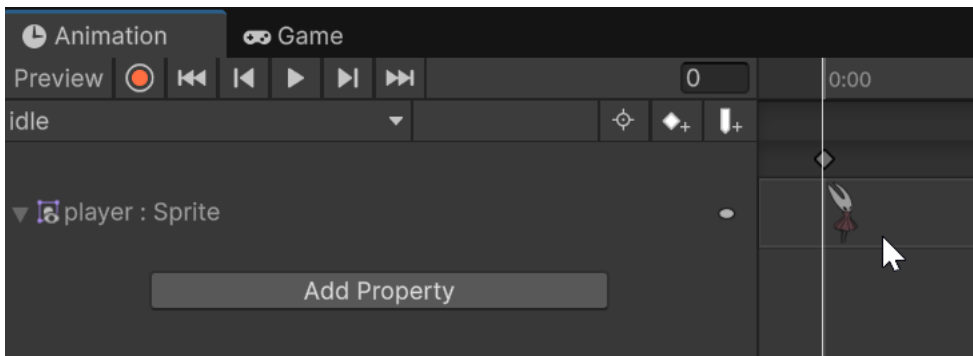 Animation Game
Preview 0 0:00
idle
player : Sprite
Add Property